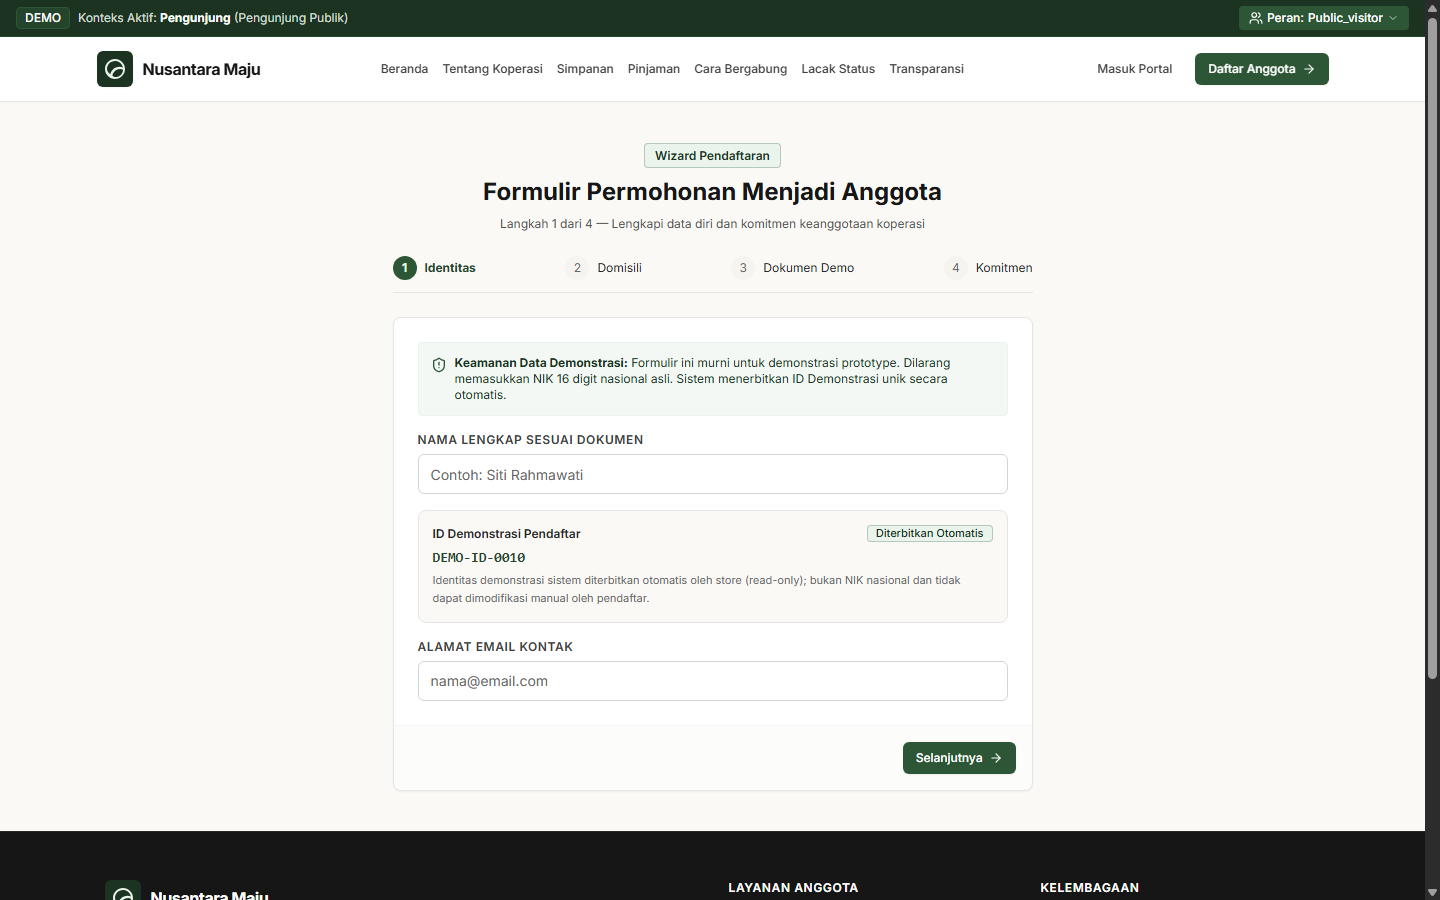 DEMO Konteks Aktif: Pengunjung (Pengunjung Publik)
Peran: Public_visitor
Nusantara Maju
Beranda Tentang Koperasi Simpanan Pinjaman Cara Bergabung Lacak Status Transparansi
Masuk Portal
Daftar Anggota
Wizard Pendaftaran
Formulir Permohonan Menjadi Anggota
Langkah 1 dari 4 — Lengkapi data diri dan komitmen keanggotaan koperasi
1 Identitas
2 Domisili
3 Dokumen Demo
4 Komitmen
Keamanan Data Demonstrasi: Formulir ini murni untuk demonstrasi prototype. Dilarang
memasukkan NIK 16 digit nasional asli. Sistem menerbitkan ID Demonstrasi unik secara
otomatis.
NAMA LENGKAP SESUAI DOKUMEN
Contoh: Siti Rahmawati
ID Demonstrasi Pendaftar
Diterbitkan Otomatis
DEMO-ID-0010
Identitas demonstrasi sistem diterbitkan otomatis oleh store (read-only); bukan NIK nasional dan tidak
dapat dimodifikasi manual oleh pendaftar.
ALAMAT EMAIL KONTAK
nama@email.com
Selanjutnya
Nusantara Maju
LAYANAN ANGGOTA
KELEMBAGAAN